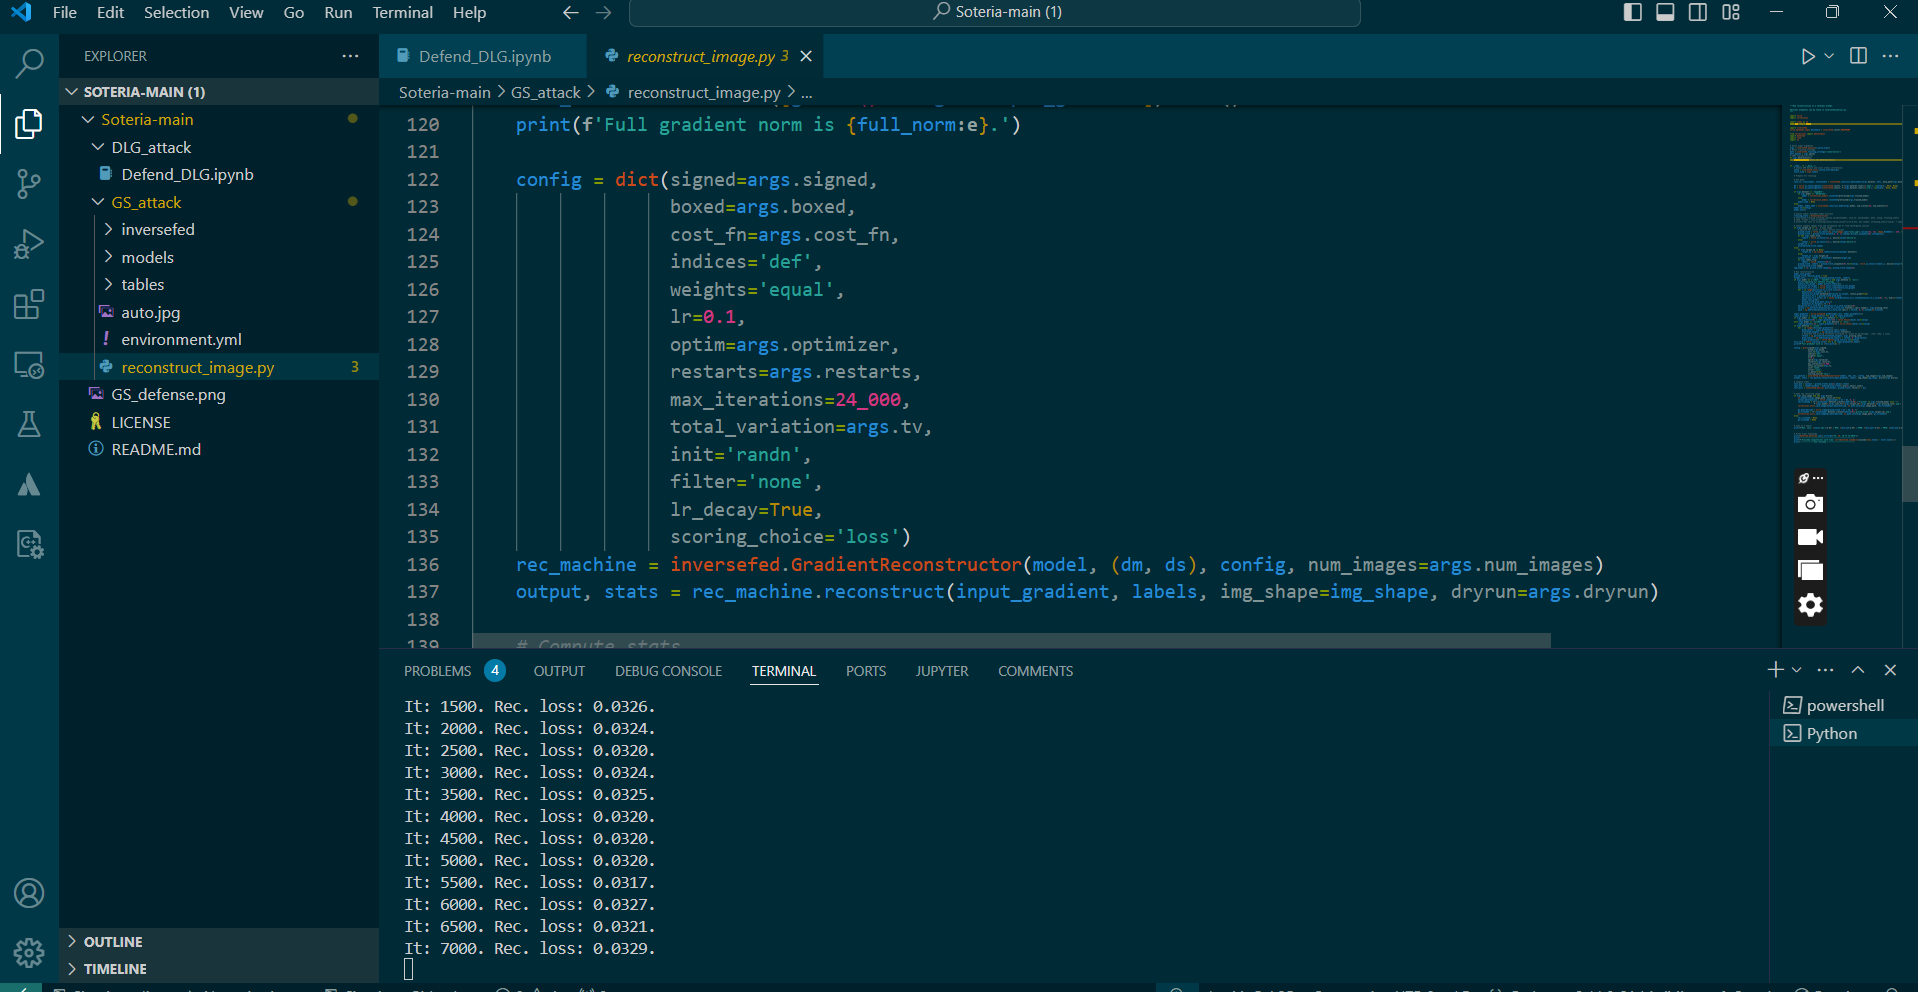 File Edit Selection View Go Run Terminal Help
Soteria-main (1)
EXPLORER
SOTERIA-MAIN (1)
Soteria-main
DLG_attack
Defend_DLG.ipynb
GS_attack
inversefed
models
tables
auto.jpg
environment.yml
reconstruct_image.py 3
GS_defense.png
LICENSE
README.md
OUTLINE
TIMELINE
Defend_DLG.ipynb
reconstruct_image.py 3
Soteria-main > GS_attack > reconstruct_image.py > ...
120 print(f'Full gradient norm is {full_norm:e}.')
121
122 config = dict(signed=args.signed,
123 boxed=args.boxed,
124 cost_fn=args.cost_fn,
125 indices='def',
126 weights='equal',
127 lr=0.1,
128 optim=args.optimizer,
129 restarts=args.restarts,
130 max_iterations=24_000,
131 total_variation=args.tv,
132 init='randn',
133 filter='none',
134 lr_decay=True,
135 scoring_choice='loss')
136 rec_machine = inversefed.GradientReconstructor(model, (dm, ds), config, num_images=args.num_images)
137 output, stats = rec_machine.reconstruct(input_gradient, labels, img_shape=img_shape, dryrun=args.dryrun)
138
139 # Compute stats
PROBLEMS 4 OUTPUT DEBUG CONSOLE TERMINAL PORTS JUPYTER COMMENTS
It: 1500. Rec. loss: 0.0326.
It: 2000. Rec. loss: 0.0324.
It: 2500. Rec. loss: 0.0320.
It: 3000. Rec. loss: 0.0324.
It: 3500. Rec. loss: 0.0325.
It: 4000. Rec. loss: 0.0320.
It: 4500. Rec. loss: 0.0320.
It: 5000. Rec. loss: 0.0320.
It: 5500. Rec. loss: 0.0317.
It: 6000. Rec. loss: 0.0327.
It: 6500. Rec. loss: 0.0321.
It: 7000. Rec. loss: 0.0329.
powershell
Python